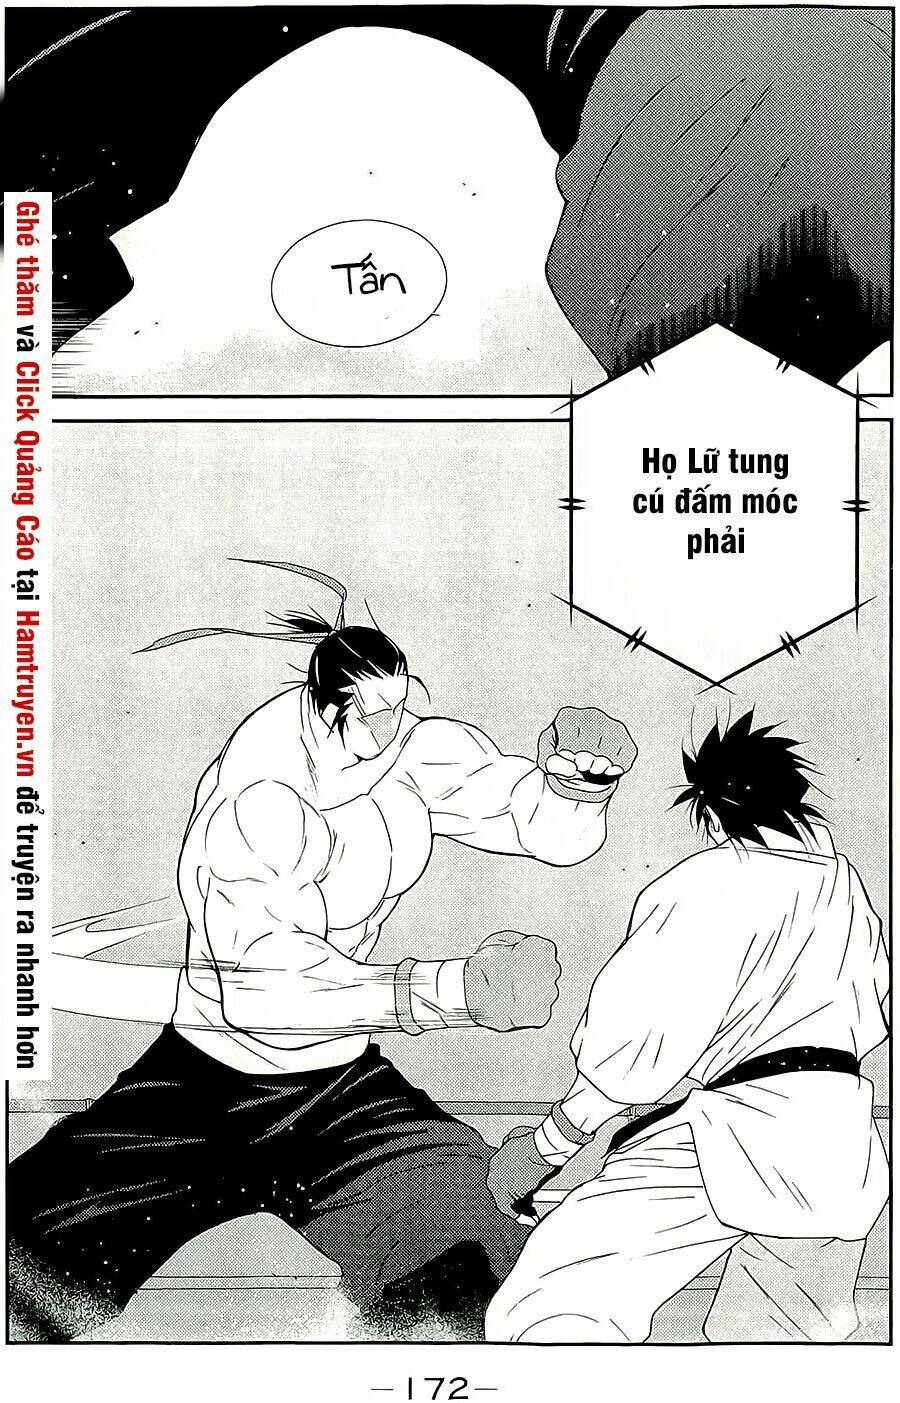 Tấn
Họ Lữ tung
cú đấm móc
phải
Ghé thăm và Click Quảng Cáo tại Hamtruyen.vn để truyện ra nhanh hơn
-172-